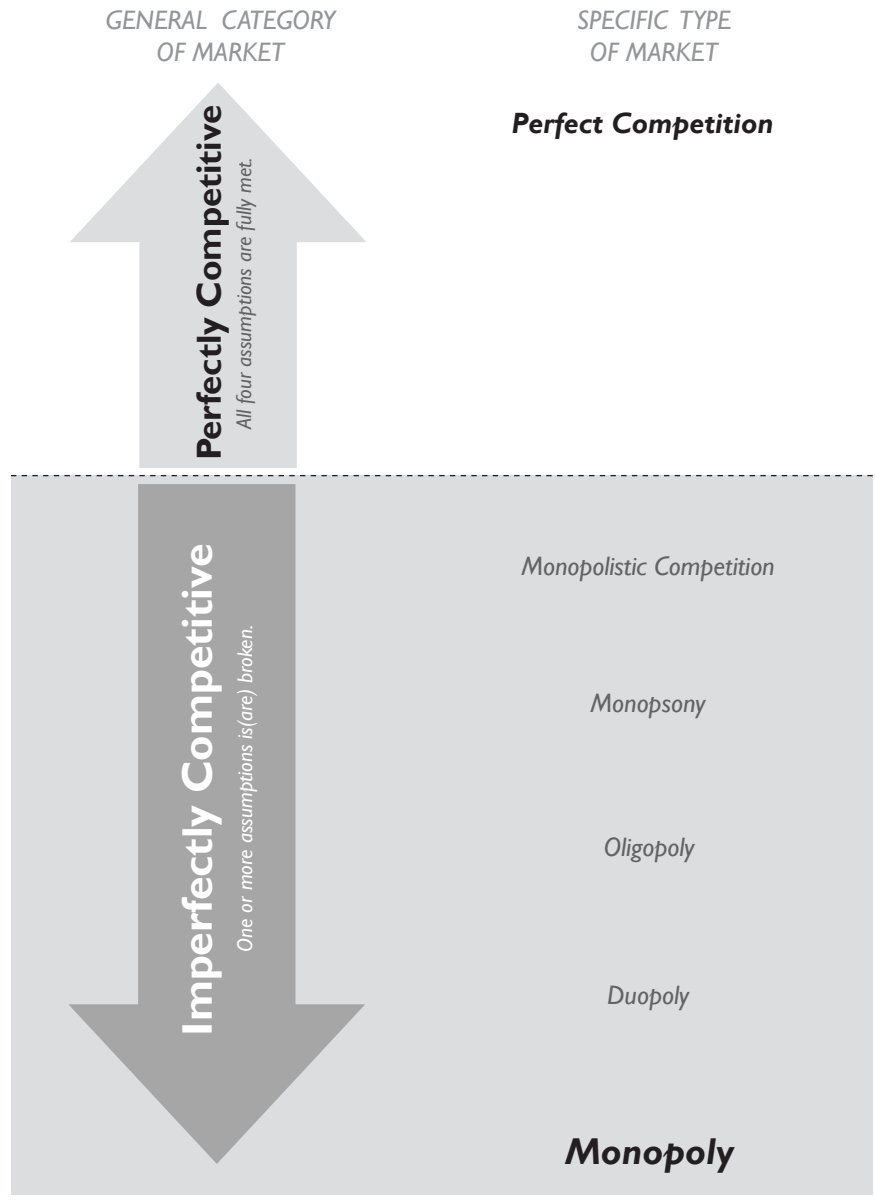 GENERAL CATEGORY
OF MARKET
SPECIFIC TYPE
OF MARKET
Perfectly Competitive
All four assumptions are fully met.
Perfect Competition
Imperfectly Competitive
One or more assumptions is(are) broken.
Monopolistic Competition
Monopsony
Oligopoly
Duopoly
Monopoly